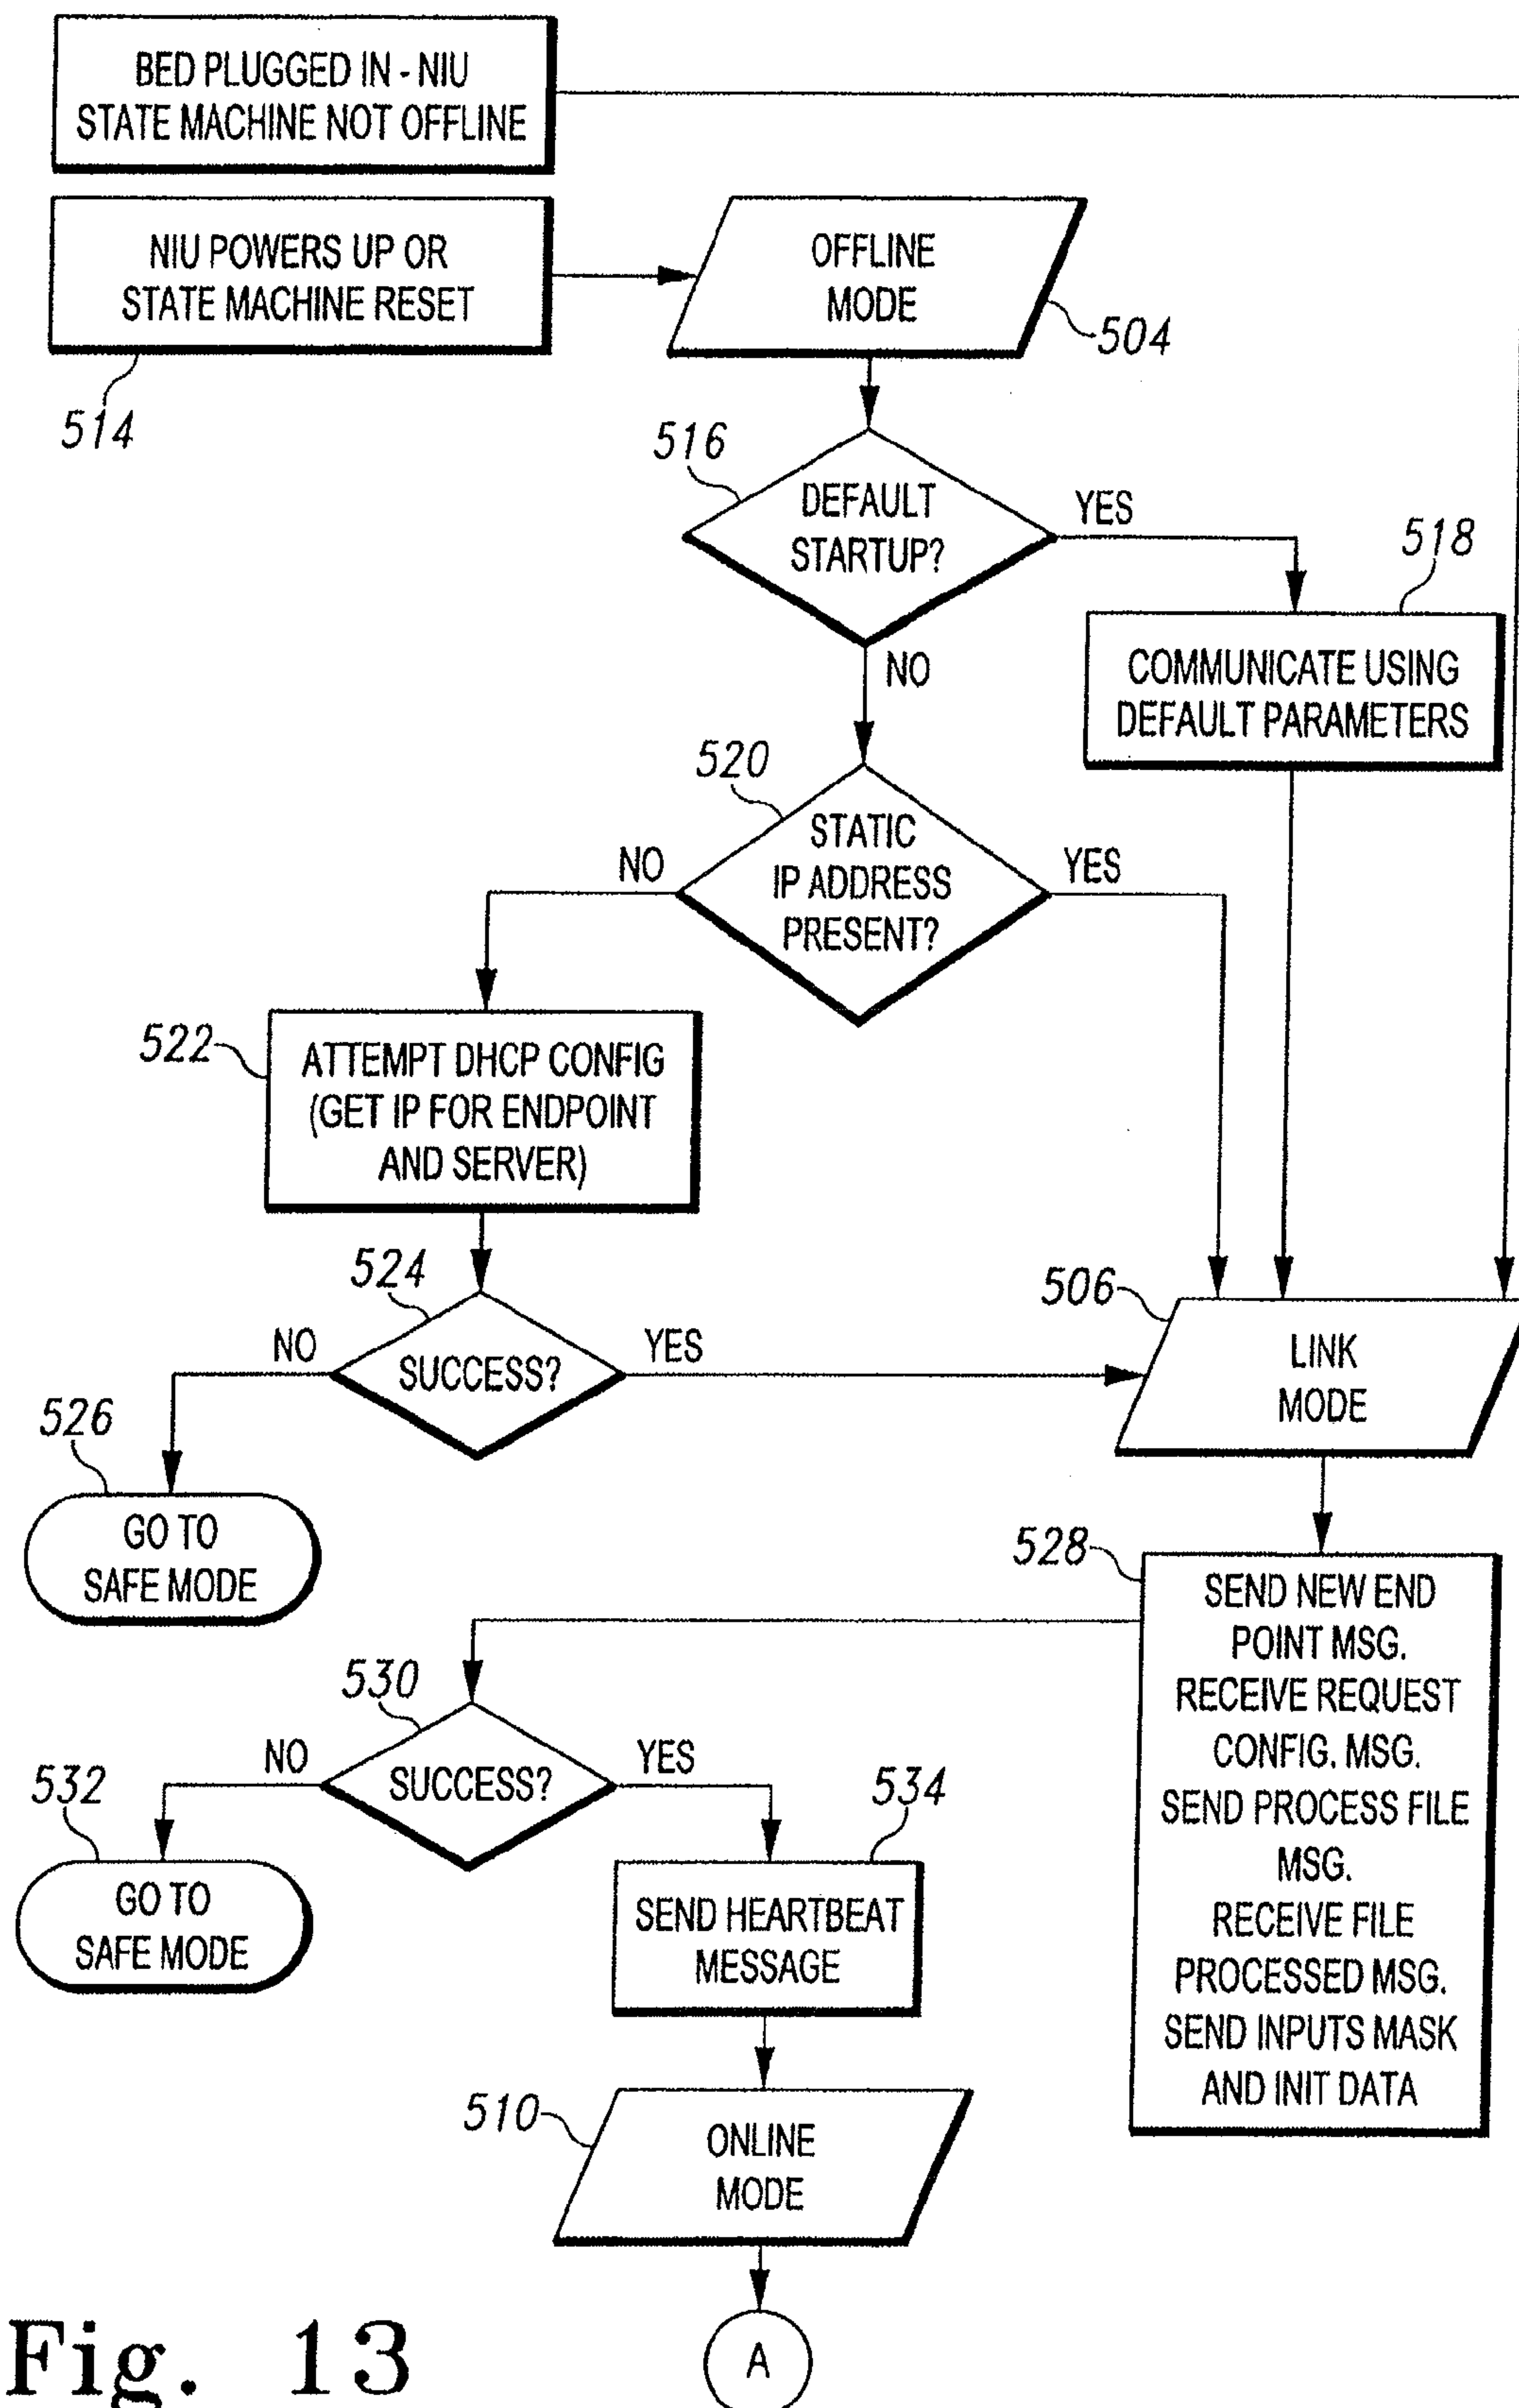 BED PLUGGED IN - NIU
STATE MACHINE NOT OFFLINE
NIU POWERS UP OR
STATE MACHINE RESET
514
OFFLINE
MODE
504
516
DEFAULT
STARTUP?
YES
NO
518
COMMUNICATE USING
DEFAULT PARAMETERS
520
STATIC
IP ADDRESS
PRESENT?
NO
YES
522
ATTEMPT DHCP CONFIG
(GET IP FOR ENDPOINT
AND SERVER)
524
SUCCESS?
NO
YES
506
LINK
MODE
526
GO TO
SAFE MODE
528
SEND NEW END
POINT MSG.
RECEIVE REQUEST
CONFIG. MSG.
SEND PROCESS FILE
MSG.
RECEIVE FILE
PROCESSED MSG.
SEND INPUTS MASK
AND INIT DATA
530
SUCCESS?
NO
YES
532
GO TO
SAFE MODE
534
SEND HEARTBEAT
MESSAGE
510
ONLINE
MODE
A
Fig. 13